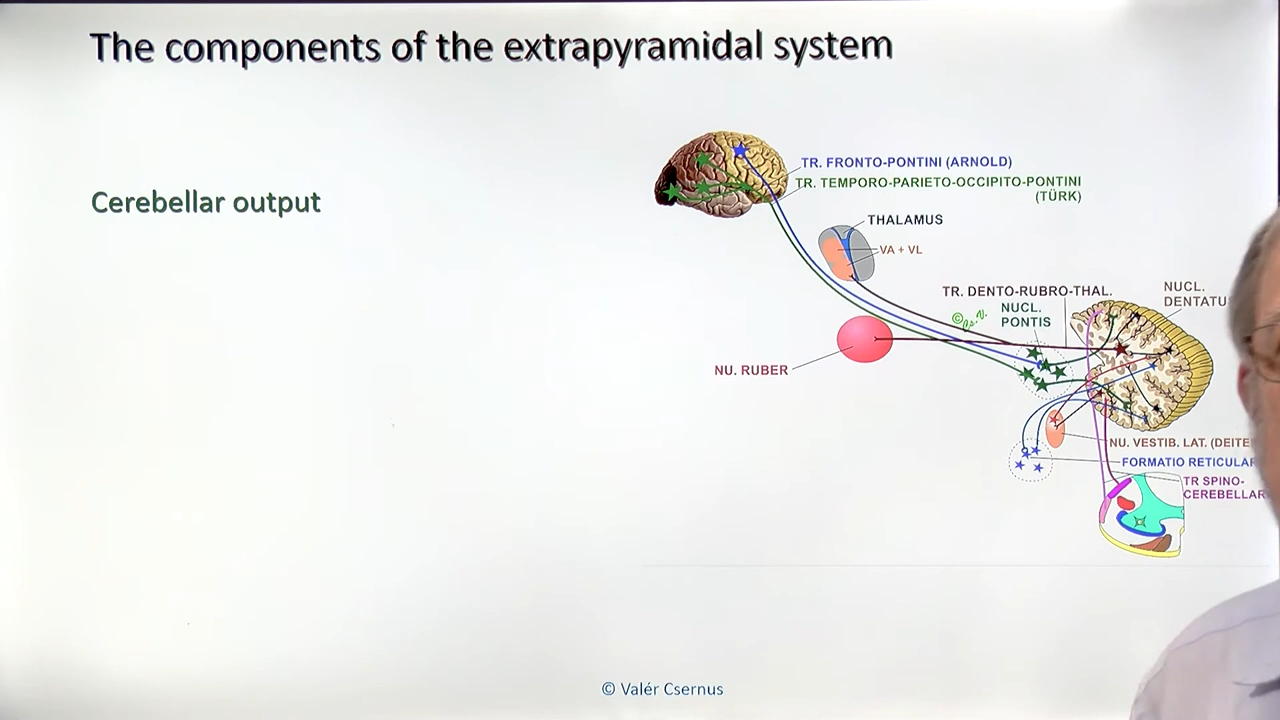 The components of the extrapyramidal system
Cerebellar output
TR. FRONTO-PONTINI (ARNOLD)
TR. TEMPORO-PARIETO-OCCIPITO-PONTINI
(TÜRK)
THALAMUS
VA + VL
TR. DENTO-RUBRO-THAL.
NUCL.
DENTATU
NUCL.
PONTIS
©
NU. RUBER
NU. VESTIB. LAT. (DEITE
FORMATIO RETICULAR
TR SPINO-
CEREBELLAR
© Valér Csernus